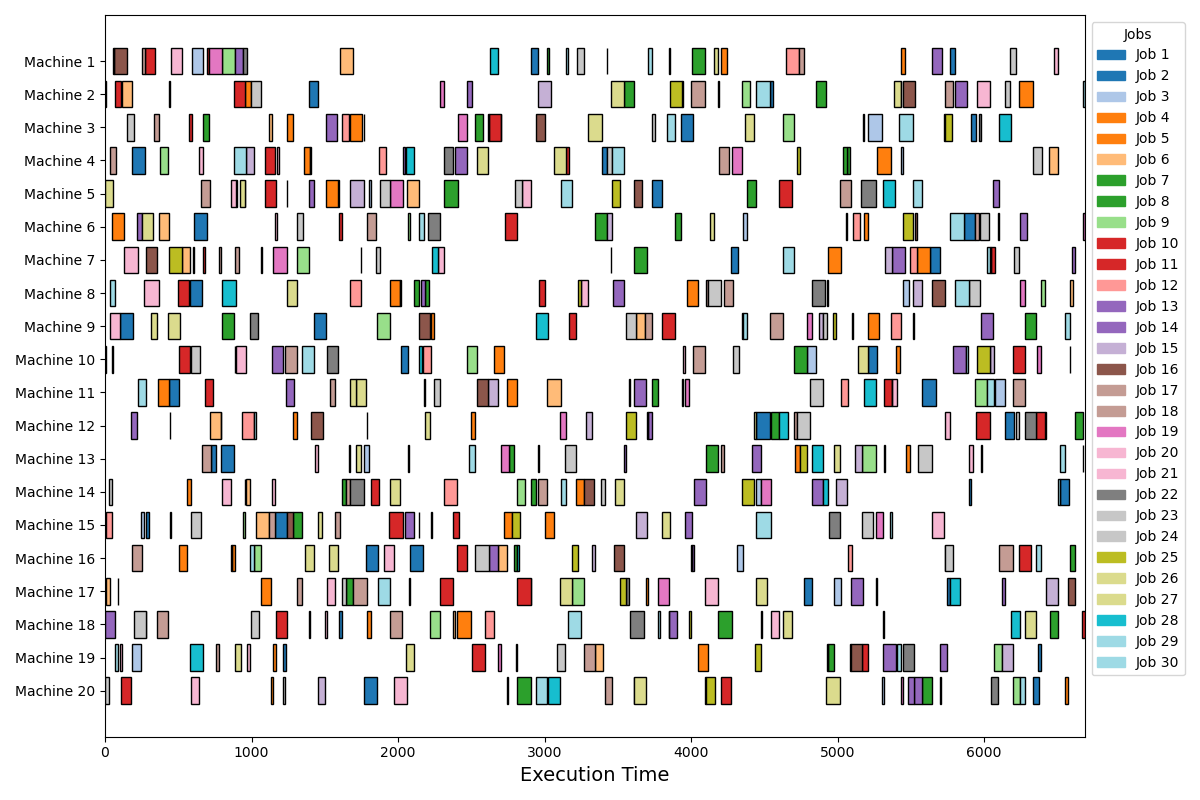 Machine 1
Machine 2
Machine 3
Machine 4
Machine 5
Machine 6
Machine 7
Machine 8
Machine 9
Machine 10
Machine 11
Machine 12
Machine 13
Machine 14
Machine 15
Machine 16
Machine 17
Machine 18
Machine 19
Machine 20
0 1000 2000 3000 4000 5000 6000
Execution Time
Jobs
Job 1
Job 2
Job 3
Job 4
Job 5
Job 6
Job 7
Job 8
Job 9
Job 10
Job 11
Job 12
Job 13
Job 14
Job 15
Job 16
Job 17
Job 18
Job 19
Job 20
Job 21
Job 22
Job 23
Job 24
Job 25
Job 26
Job 27
Job 28
Job 29
Job 30